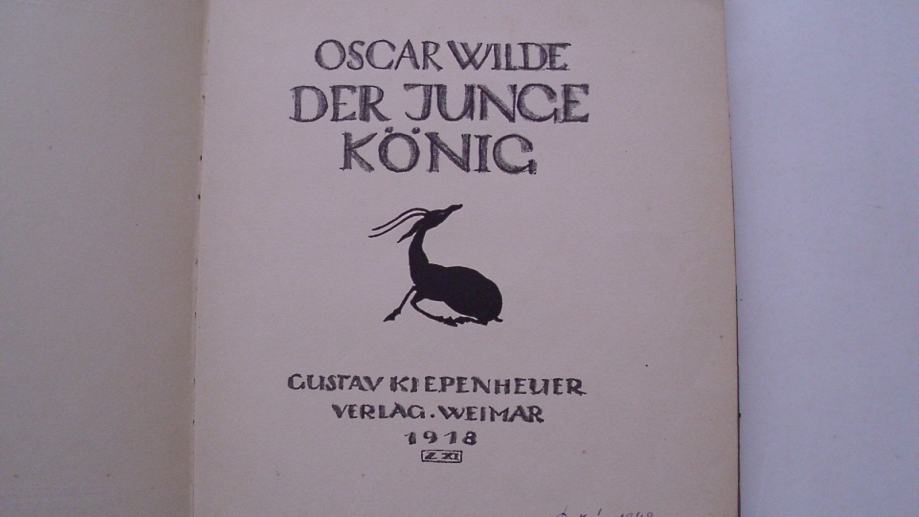 OSCAR WILDE
DER JUNGE
KÖNIG
GUSTAV KIEPENHEUER
VERLAG. WEIMAR
1918